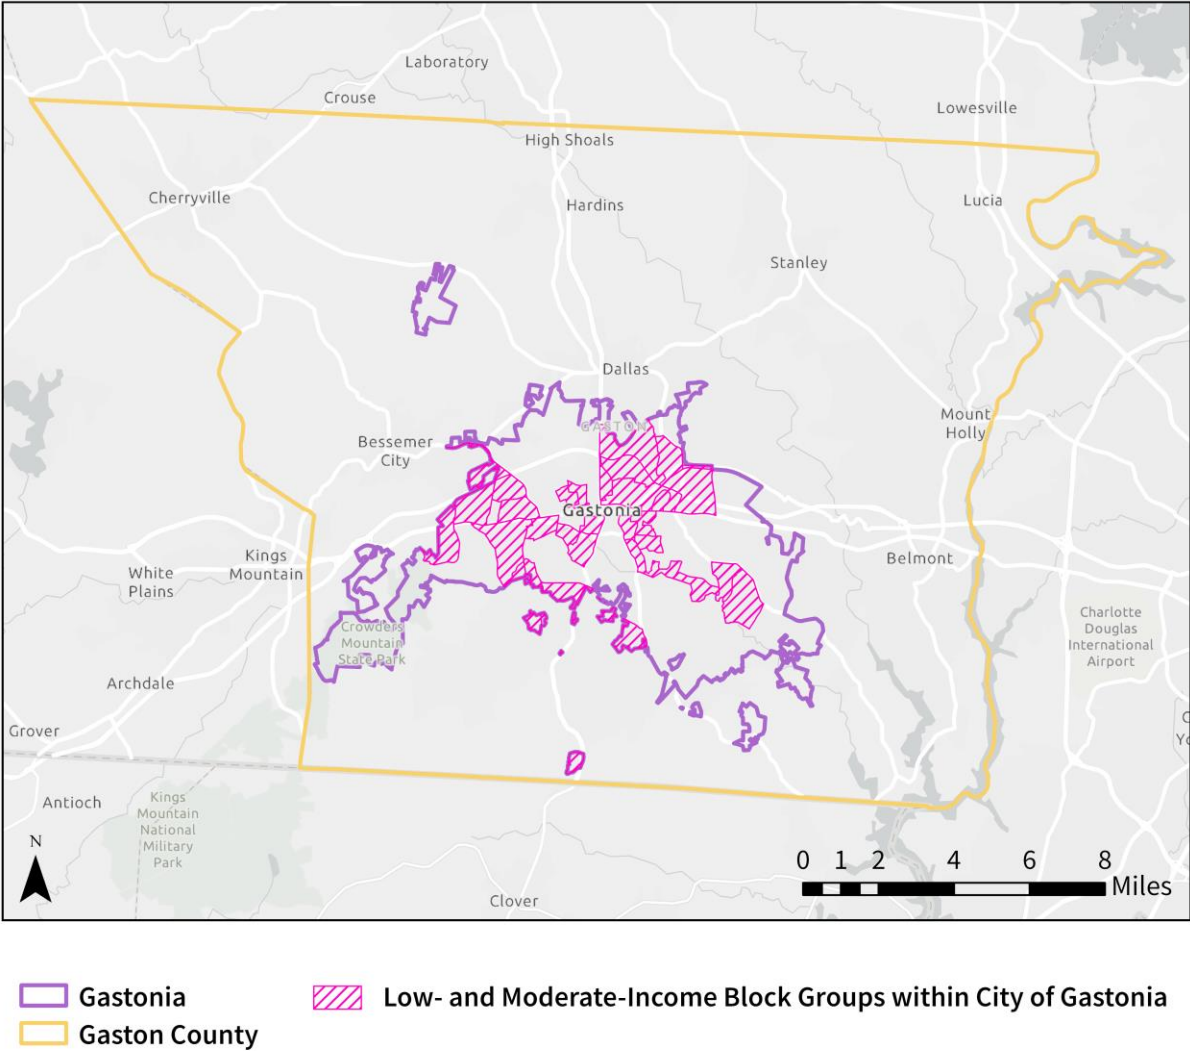 Laboratory
Crouse
Lowesville
High Shoals
Cherryville
Hardins
Lucia
Stanley
Dallas
Mount
Holly
GASTON
Bessemer
City
Gastonia
Kings
Mountain
Belmont
White
Plains
Charlotte
Douglas
International
Airport
Crowders
Mountain
State Park
Archdale
Grover
C
Yo
Antioch
Kings
Mountain
National
Military
Park
N
0 1 2 4 6 8
Miles
Clover
Gastonia
Low- and Moderate-Income Block Groups within City of Gastonia
Gaston County